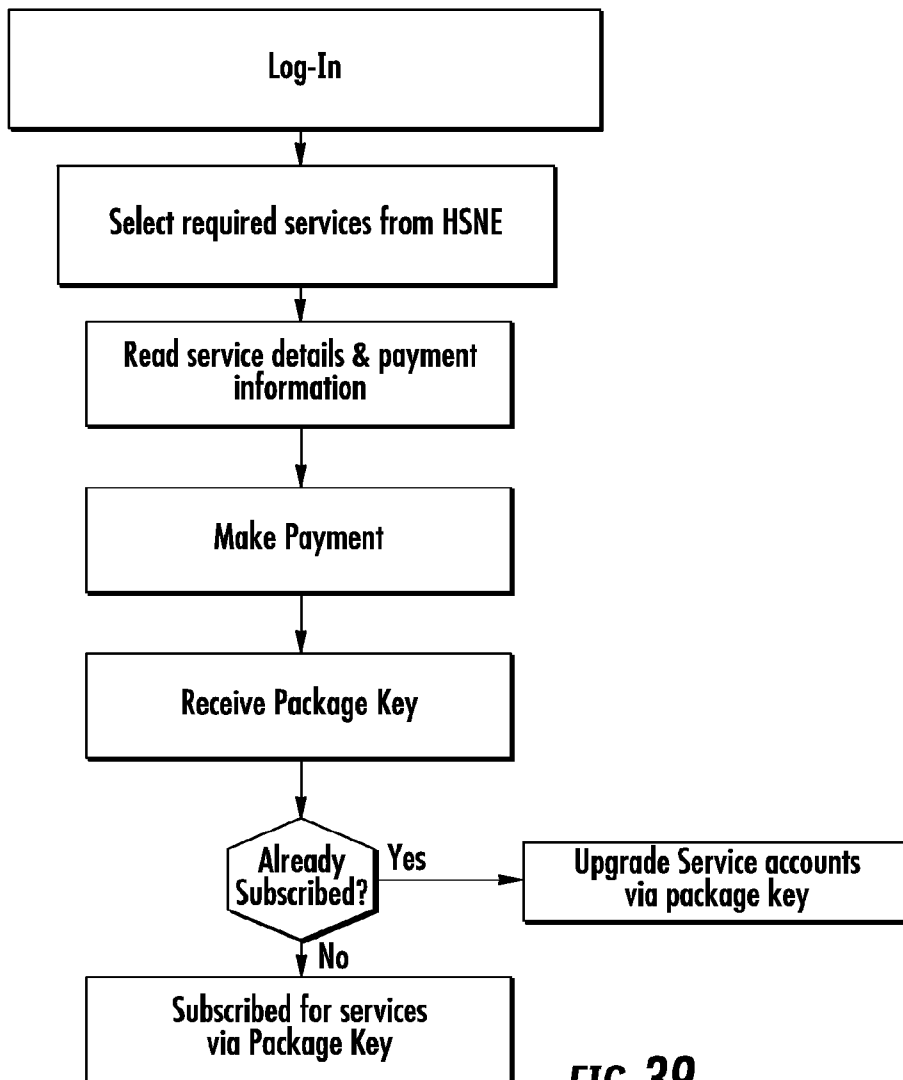 Log-In
Select required services from HSNE
Read service details & payment
information
Make Payment
Receive Package Key
Already
Subscribed?
Yes
Upgrade Service accounts
via package key
No
Subscribed for services
via Package Key
FIG. 39